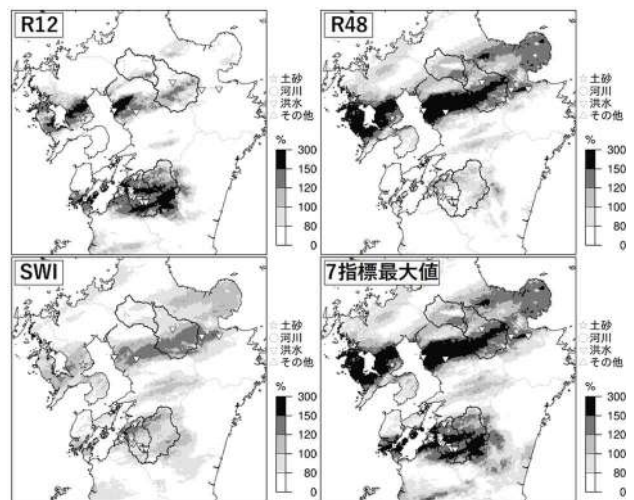 R12
☆土砂
○河川
▽洪水
△その他
%
300
150
120
100
80
0
R48
☆土砂
○河川
▽洪水
△その他
%
300
150
120
100
80
0
SWI
☆土砂
○河川
▽洪水
△その他
%
300
150
120
100
80
0
7指標最大値
☆土砂
○河川
▽洪水
△その他
%
300
150
120
100
80
0